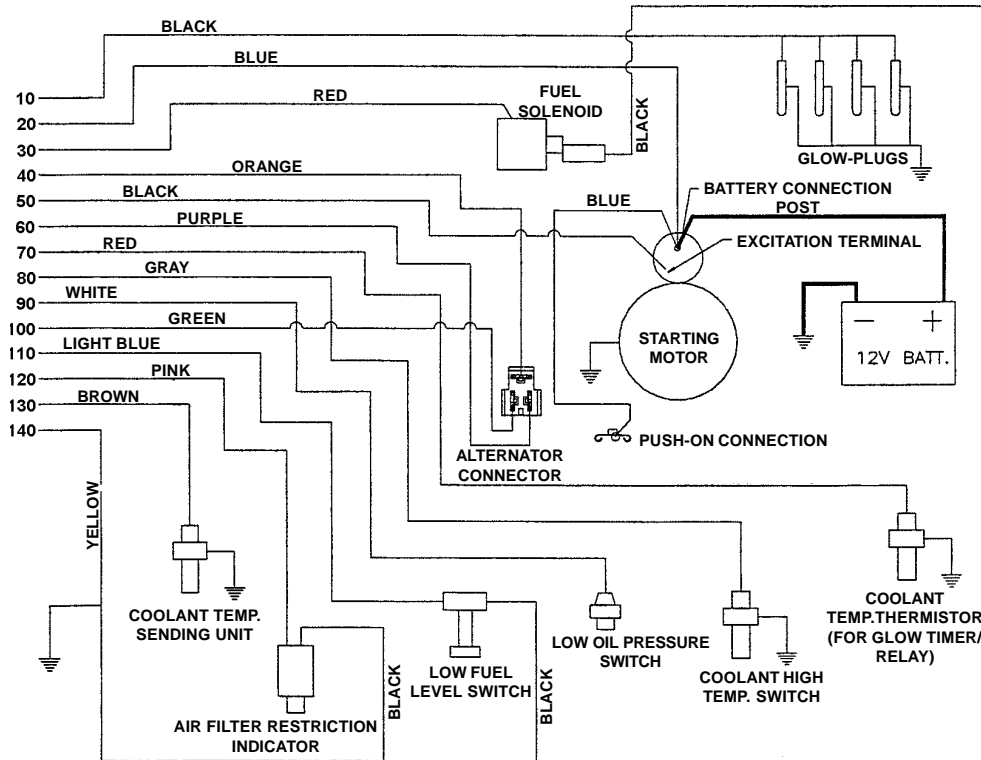 BLACK
BLUE
RED
FUEL
SOLENOID
BLACK
GLOW-PLUGS
10
20
30
40
50
60
70
80
90
100
110
120
130
140
ORANGE
BLACK
PURPLE
RED
GRAY
WHITE
GREEN
LIGHT BLUE
PINK
BROWN
YELLOW
BLUE
BATTERY CONNECTION
POST
EXCITATION TERMINAL
STARTING
MOTOR
12V BATT.
PUSH-ON CONNECTION
ALTERNATOR
CONNECTOR
COOLANT TEMP.
SENDING UNIT
AIR FILTER RESTRICTION
INDICATOR
BLACK
LOW FUEL
LEVEL SWITCH
BLACK
LOW OIL PRESSURE
SWITCH
COOLANT HIGH
TEMP. SWITCH
COOLANT
TEMP.THERMISTOR
(FOR GLOW TIMER/
RELAY)